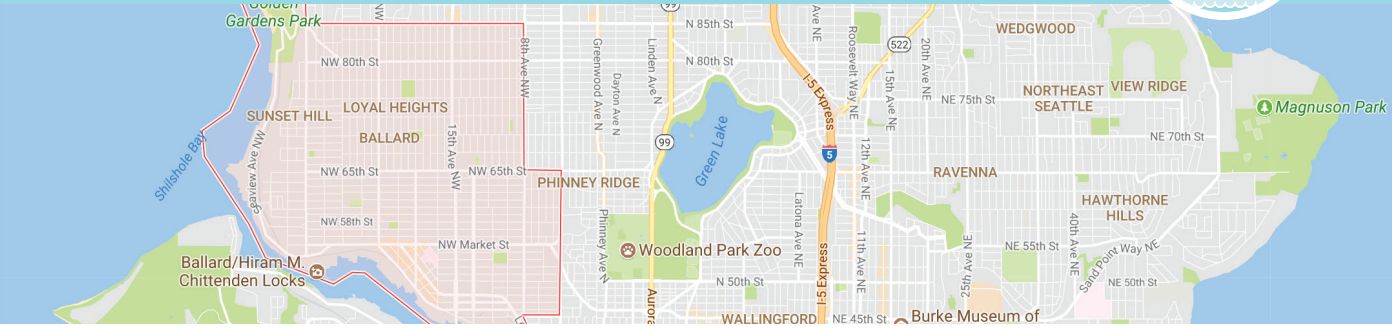 Golden
Gardens Park
NW 80th St
SUNSET HILL
LOYAL HEIGHTS
BALLARD
Shilshole Bay
Seaview Ave NW
15th Ave NW
8th Ave NW
NW 65th St
NW 65th St
NW 58th St
NW Market St
Ballard/Hiram M.
Chittenden Locks
Greenwood Ave N
Dayton Ave N
Linden Ave N
99
N 85th St
N 80th St
99
Green Lake
PHINNEY RIDGE
Phinney Ave N
Woodland Park Zoo
N 50th St
Aurora
WALLINGFORD
I-5 Express
5
I-5 Express
Latona Ave NE
Ave NE
Roosevelt Way NE
12th Ave NE
11th Ave NE
15th Ave NE
522
20th Ave NE
NE 75th St
WEDGWOOD
NORTHEAST
SEATTLE
VIEW RIDGE
Magnuson Park
NE 70th St
RAVENNA
HAWTHORNE
HILLS
40th Ave NE
Sand Point Way NE
NE 55th St
25th Ave NE
NE 50th St
NE 45th St
Burke Museum of